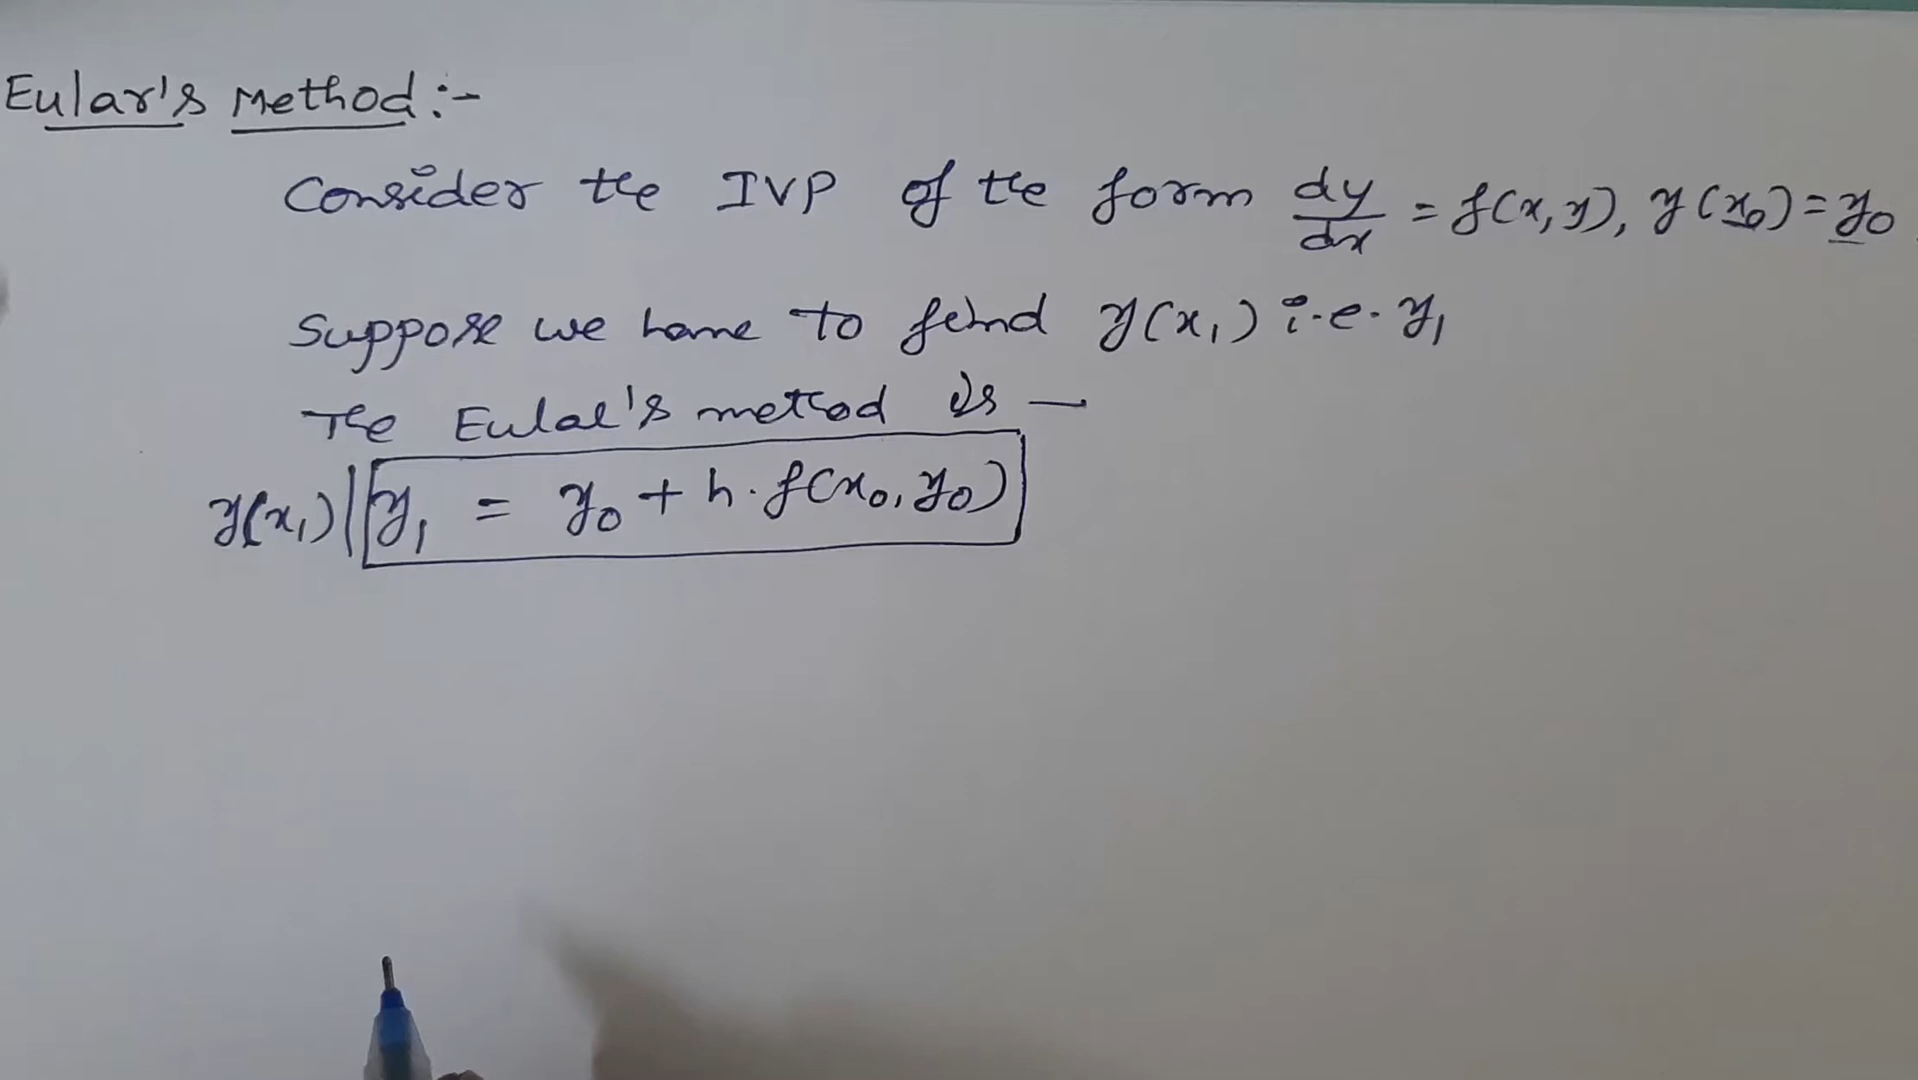 Eular's Method :-
Consider the IVP of the form dy/dx = f(x, y), y(x₀) = y₀
Suppose we have to find y(x₁) i.e. y₁
The Eular's method is —
y(x₁) | y₁ = y₀ + h · f(x₀, y₀)